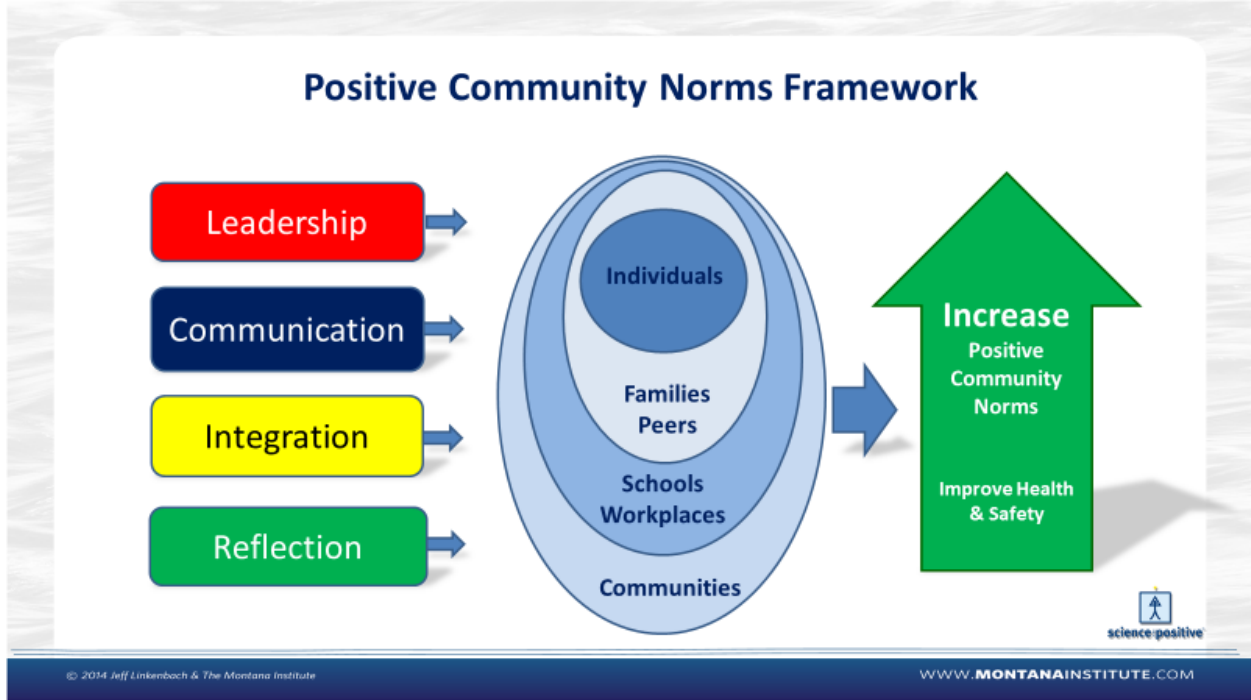 Positive Community Norms Framework
Leadership
Communication
Integration
Reflection
Individuals
Families
Peers
Schools
Workplaces
Communities
Increase
Positive
Community
Norms
Improve Health
& Safety
science positive
© 2014 Jeff Linkenbach & The Montana Institute
WWW.MONTANAINSTITUTE.COM